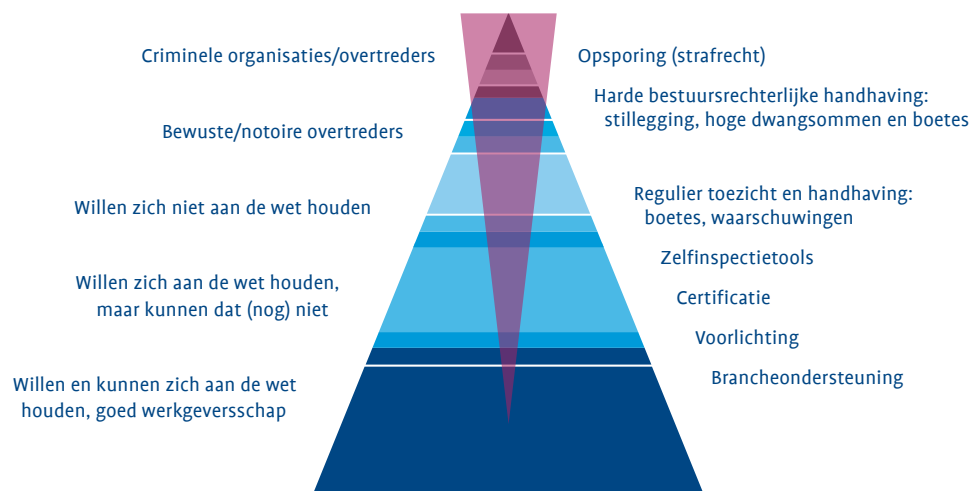 Criminele organisaties/overtreders
Opsporing (strafrecht)
Harde bestuursrechterlijke handhaving:
stillegging, hoge dwangsommen en boetes
Bewuste/notoire overtreders
Willen zich niet aan de wet houden
Regulier toezicht en handhaving:
boetes, waarschuwingen
Zelfinspectietools
Willen zich aan de wet houden,
maar kunnen dat (nog) niet
Certificatie
Voorlichting
Brancheondersteuning
Willen en kunnen zich aan de wet
houden, goed werkgeversschap